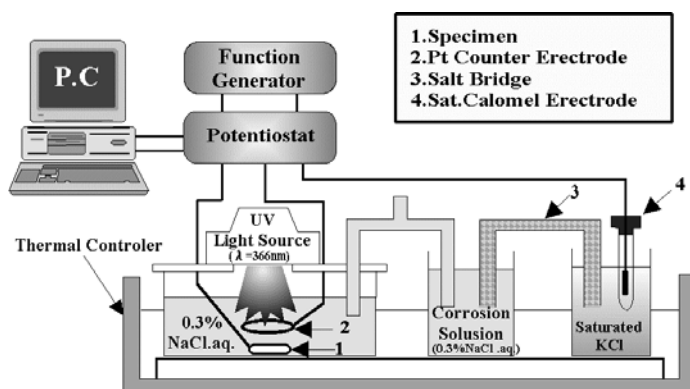 P.C
Function
Generator
Potentiostat
1.Specimen
2.Pt Counter Erectrode
3.Salt Bridge
4.Sat.Calomel Erectrode
UV
Light Source
(λ=366nm)
Thermal Controler
3
4
0.3%
NaCl.aq.
2
1
Corrosion
Solusion
(0.3%NaCl .aq.)
Saturated
KCl